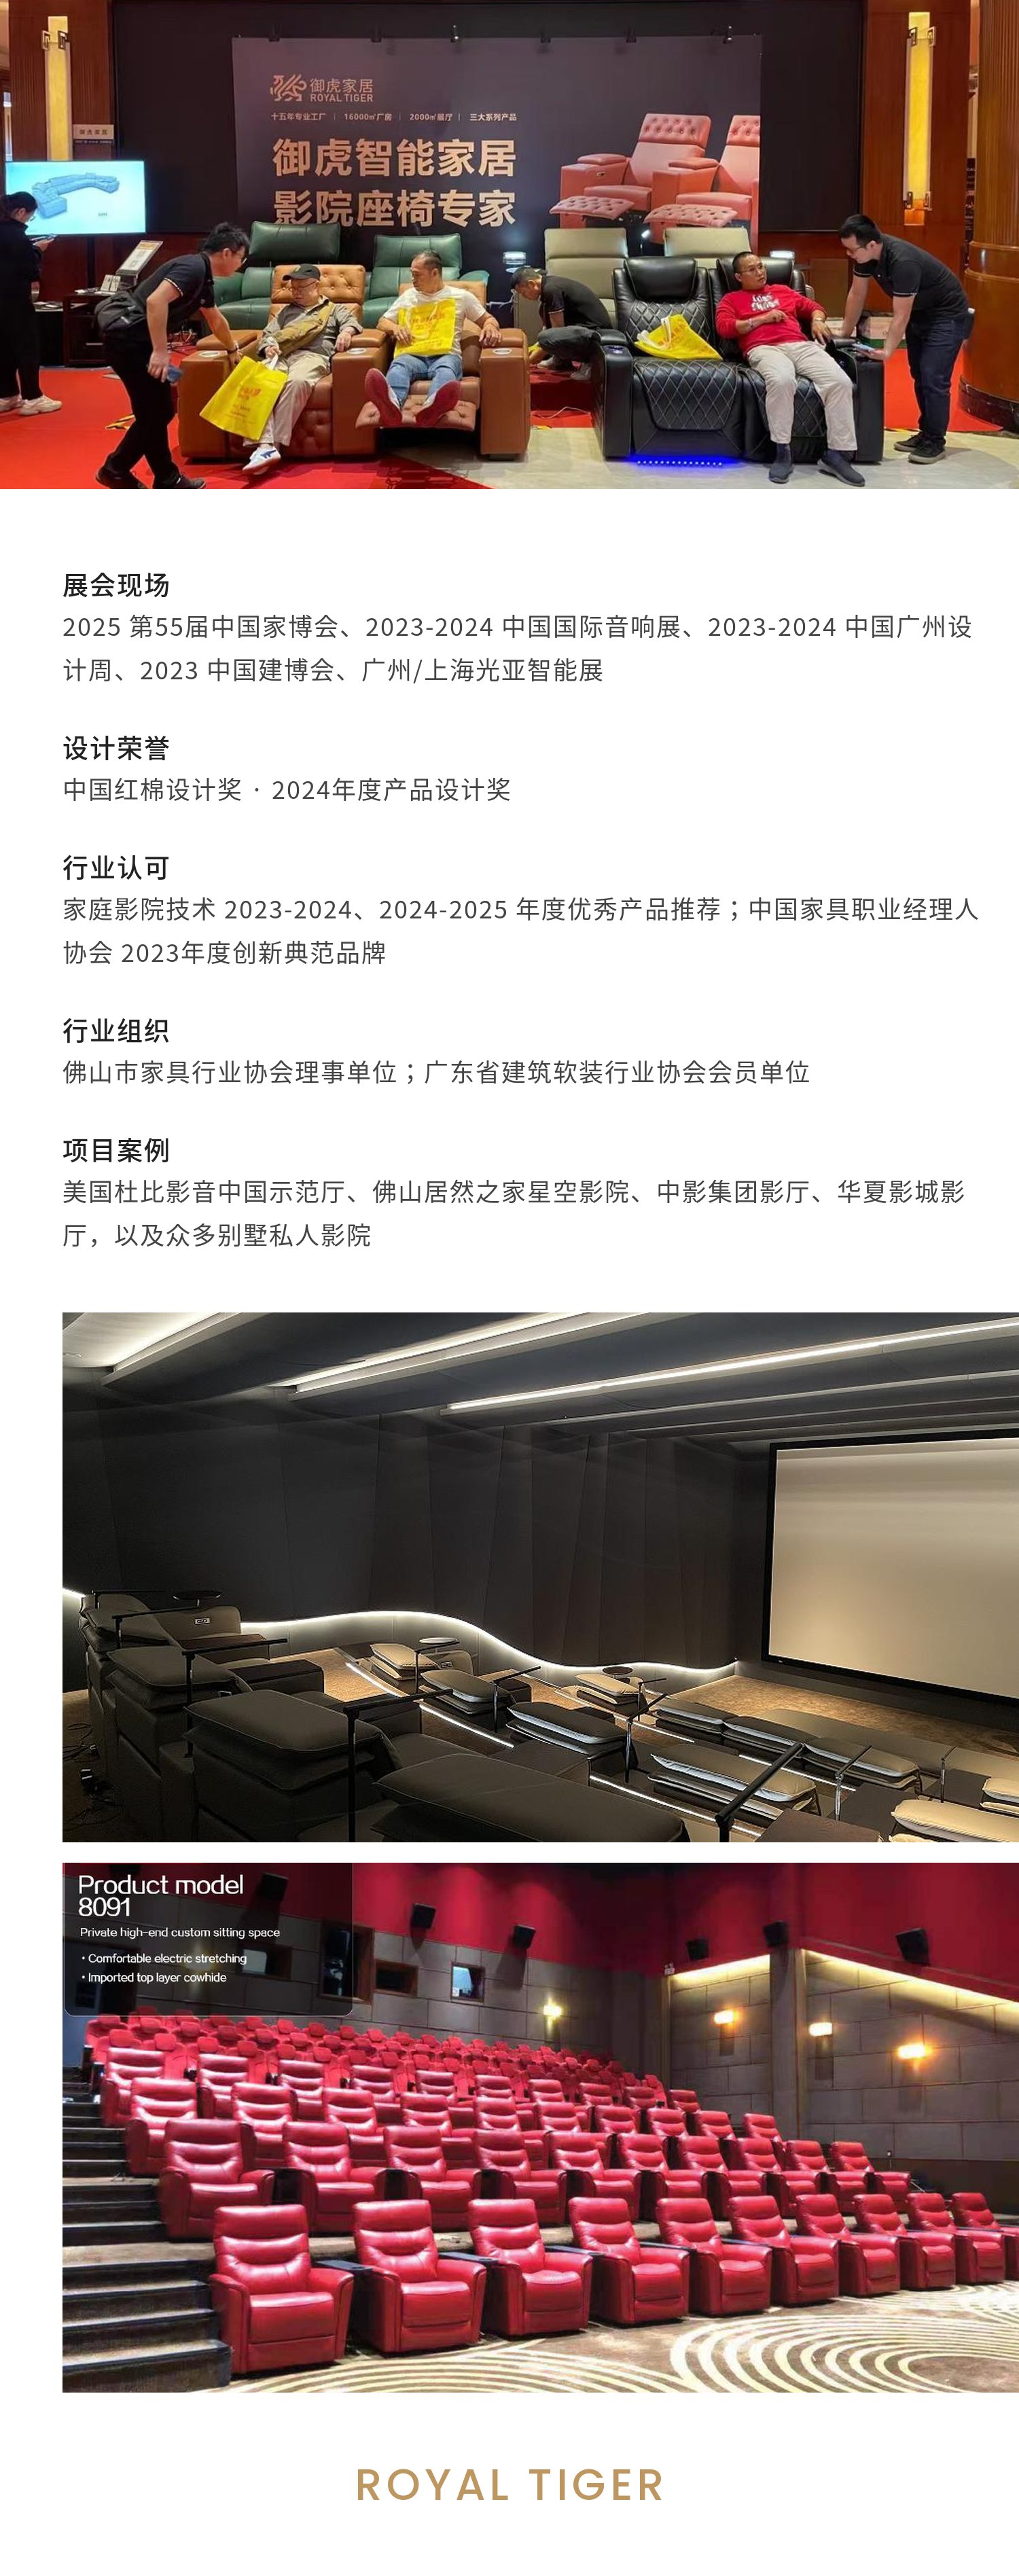 御虎家居
ROYAL TIGER
十五年专业工厂 | 16000㎡厂房 | 2000㎡展厅 | 三大系列产品
御虎智能家居
影院座椅专家
展会现场
2025 第55届中国家博会、2023-2024 中国国际音响展、2023-2024 中国广州设
计周、2023 中国建博会、广州/上海光亚智能展
设计荣誉
中国红棉设计奖 · 2024年度产品设计奖
行业认可
家庭影院技术 2023-2024、2024-2025 年度优秀产品推荐；中国家具职业经理人
协会 2023年度创新典范品牌
行业组织
佛山市家具行业协会理事单位；广东省建筑软装行业协会会员单位
项目案例
美国杜比影音中国示范厅、佛山居然之家星空影院、中影集团影厅、华夏影城影
厅，以及众多别墅私人影院
Product model
8091
Private high-end custom sitting space
• Comfortable electric stretching
• Imported top layer cowhide
ROYAL TIGER